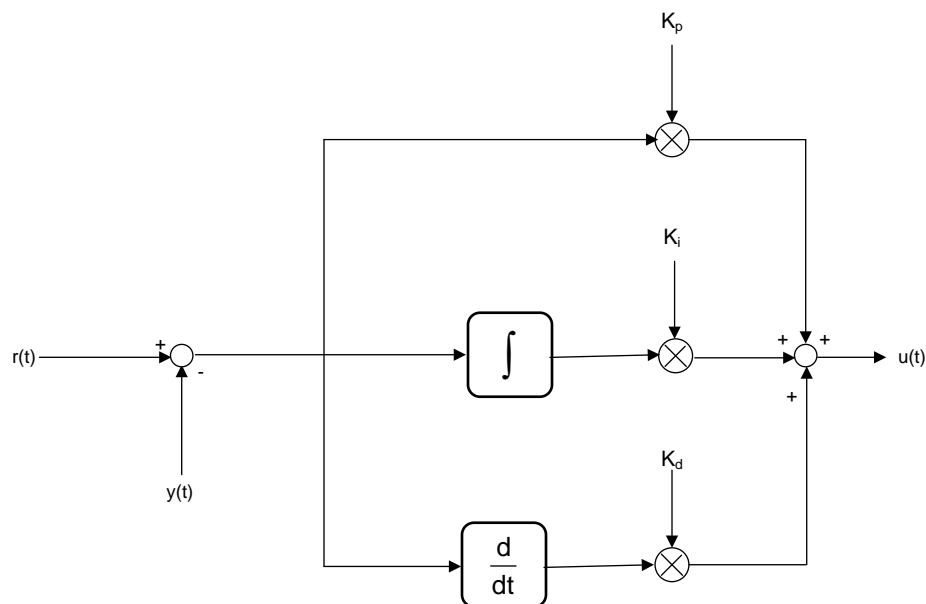 Kp
Ki
r(t)
+
-
∫
+
+
+
u(t)
y(t)
Kd
d
dt